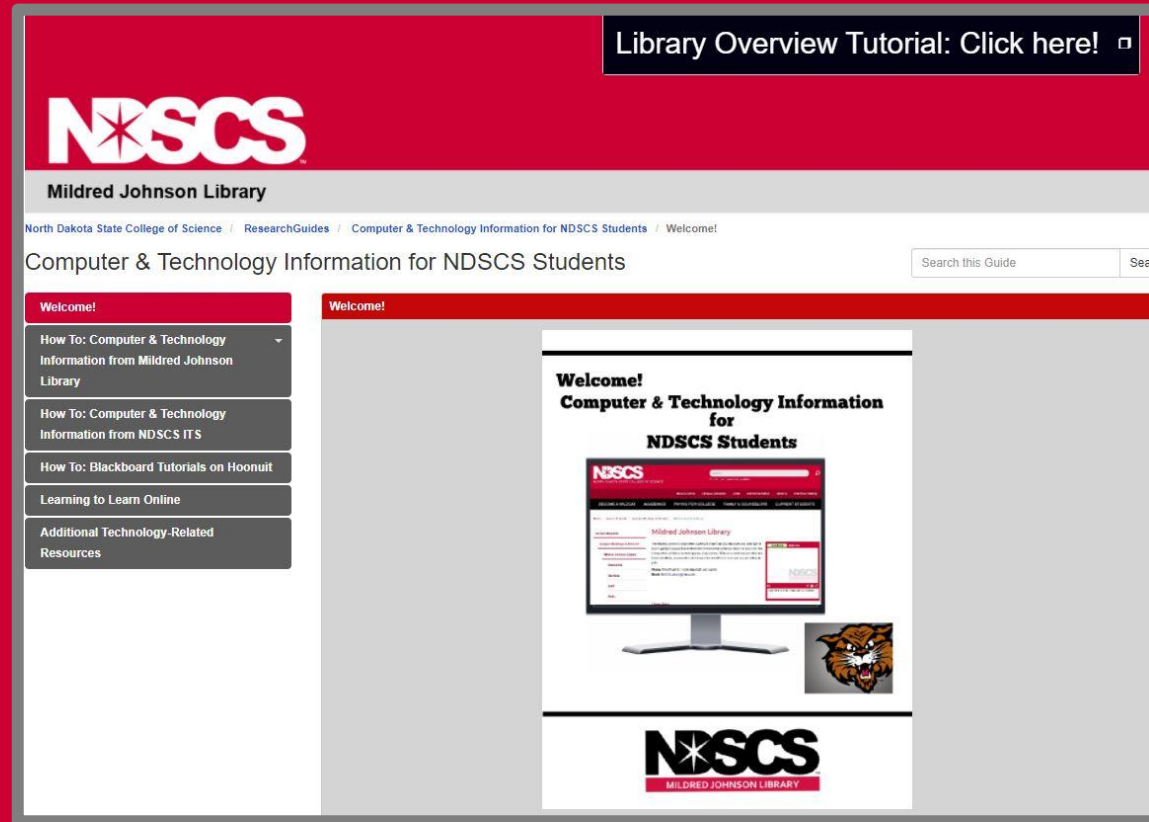 Library Overview Tutorial: Click here!
NDSCS
Mildred Johnson Library
North Dakota State College of Science / ResearchGuides / Computer & Technology Information for NDSCS Students / Welcome!
Computer & Technology Information for NDSCS Students
Search this Guide
Sea
Welcome!
How To: Computer & Technology
Information from Mildred Johnson
Library
How To: Computer & Technology
Information from NDSCS ITS
How To: Blackboard Tutorials on Hoonuit
Learning to Learn Online
Additional Technology-Related
Resources
Welcome!
Welcome!
Computer & Technology Information
for
NDSCS Students
NDSCS
Mildred Johnson Library
NDSCS
MILDRED JOHNSON LIBRARY